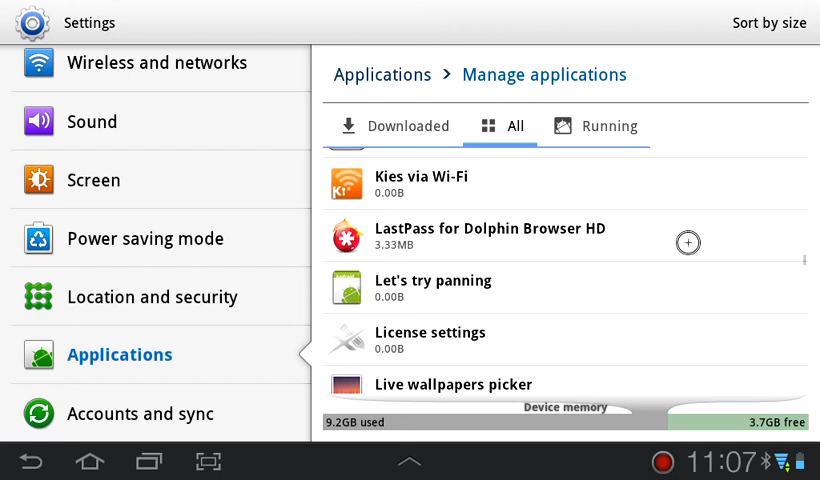 Settings
Sort by size
Wireless and networks
Sound
Screen
Power saving mode
Location and security
Applications
Accounts and sync
Applications > Manage applications
Downloaded
All
Running
Kies via Wi-Fi
0.00B
LastPass for Dolphin Browser HD
3.33MB
Let's try panning
0.00B
License settings
0.00B
Live wallpapers picker
Device memory
9.2GB used
3.7GB free
11:07